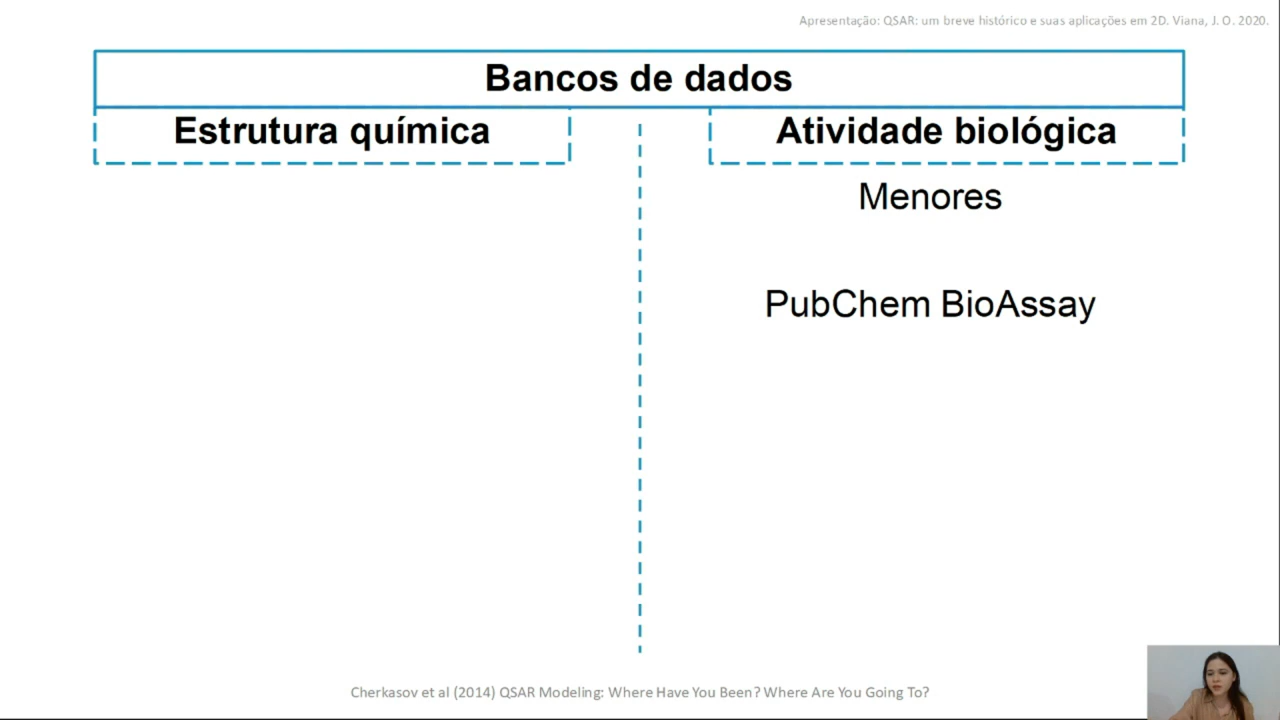 Apresentação: QSAR: um breve histórico e suas aplicações em 2D. Viana, J. O. 2020.
Bancos de dados
Estrutura química
Atividade biológica
Menores
PubChem BioAssay
Cherkasov et al (2014) QSAR Modeling: Where Have You Been? Where Are You Going To?